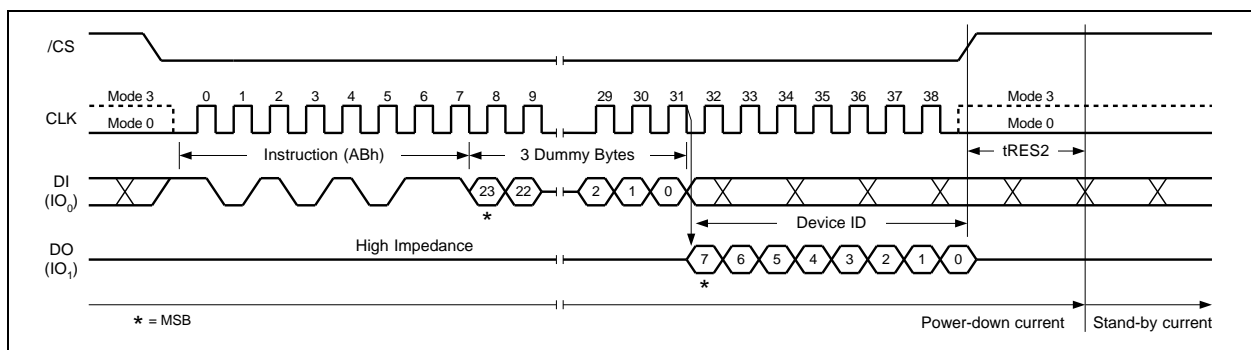 /CS
Mode 3 0 1 2 3 4 5 6 7 8 9 29 30 31 32 33 34 35 36 37 38 Mode 3
CLK
Mode 0 Mode 0
Instruction (ABh) 3 Dummy Bytes tRES2
DI
(IO0)
23 22 2 1 0
*
Device ID
High Impedance
DO
(IO1)
7 6 5 4 3 2 1 0
*
* = MSB
Power-down current Stand-by current